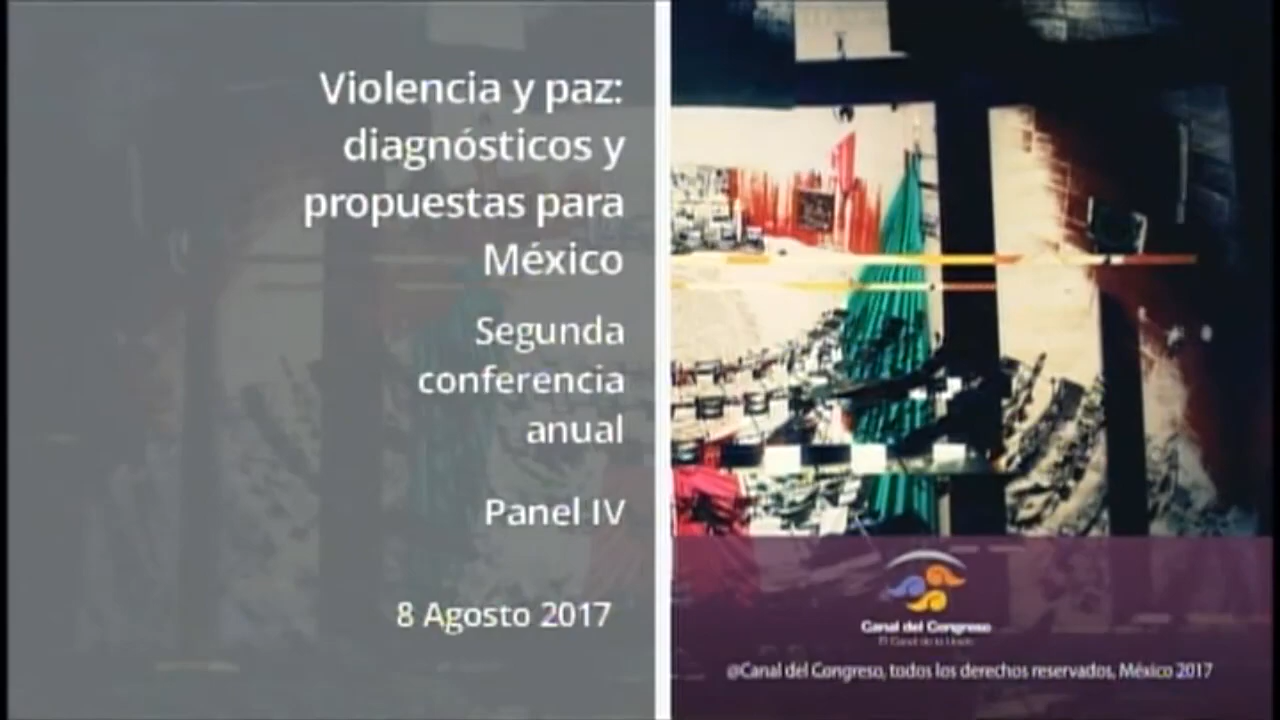 Violencia y paz:
diagnósticos y
propuestas para
México
Segunda
conferencia
anual
Panel IV
8 Agosto 2017
Canal del Congreso
@Canal del Congreso, todos los derechos reservados, México 2017